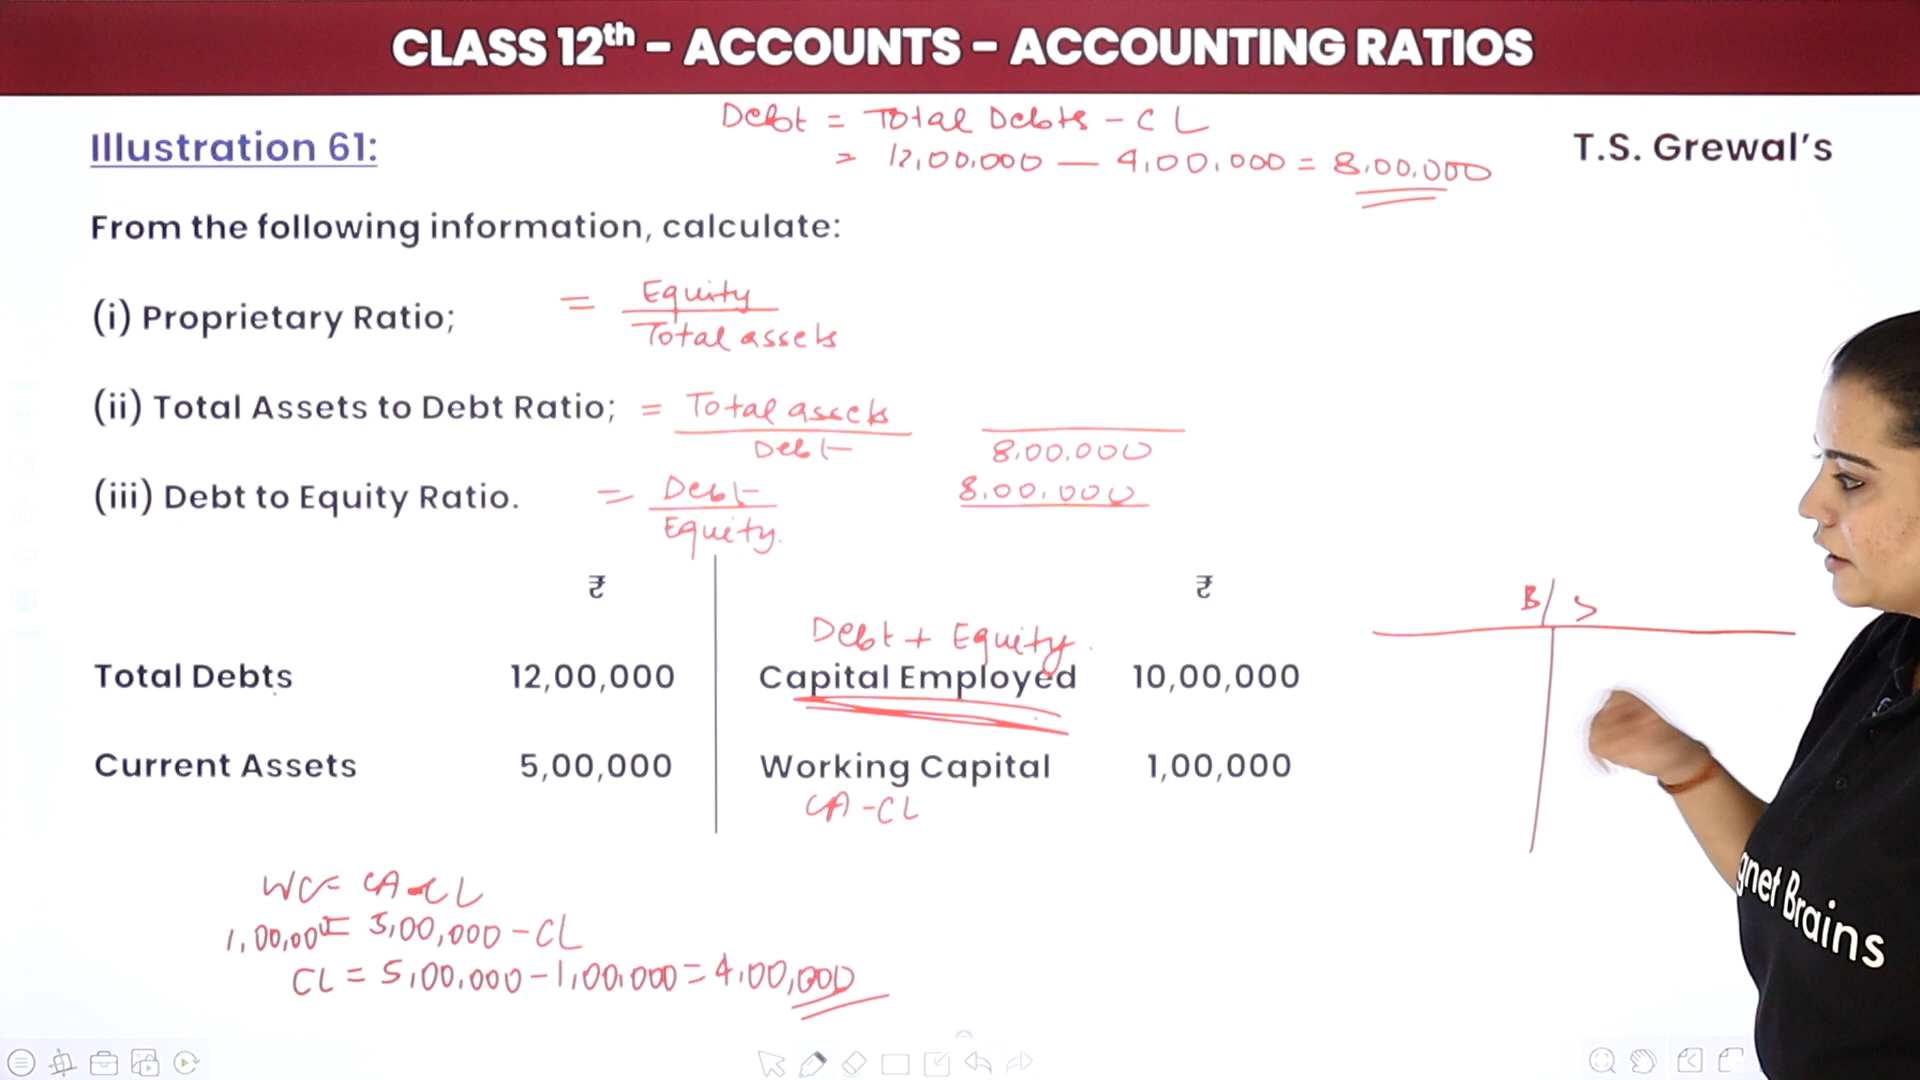 CLASS 12th – ACCOUNTS – ACCOUNTING RATIOS
Debt = Total Debts - CL
= 12,00,000 — 4,00,000 = 8,00,000
Illustration 61:
T.S. Grewal's
From the following information, calculate:
(i) Proprietary Ratio; = Equity
Total assets
(ii) Total Assets to Debt Ratio; = Total assets
Debt 8,00,000
(iii) Debt to Equity Ratio. = Debt 8,00,000
Equity.
₹ ₹
B/S
Debt + Equity
Total Debts 12,00,000 Capital Employed 10,00,000
Current Assets 5,00,000 Working Capital 1,00,000
CA - CL
WC = CA - CL
1,00,000 = 5,00,000 - CL
CL = 5,00,000 - 1,00,000 = 4,00,000
gnet Brains